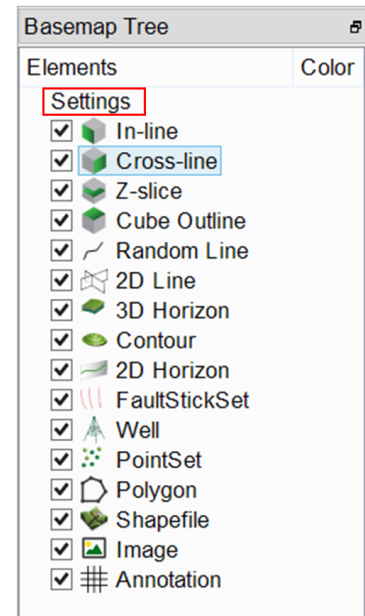 Basemap Tree
Elements Color
Settings
In-line
Cross-line
Z-slice
Cube Outline
Random Line
2D Line
3D Horizon
Contour
2D Horizon
FaultStickSet
Well
PointSet
Polygon
Shapefile
Image
Annotation